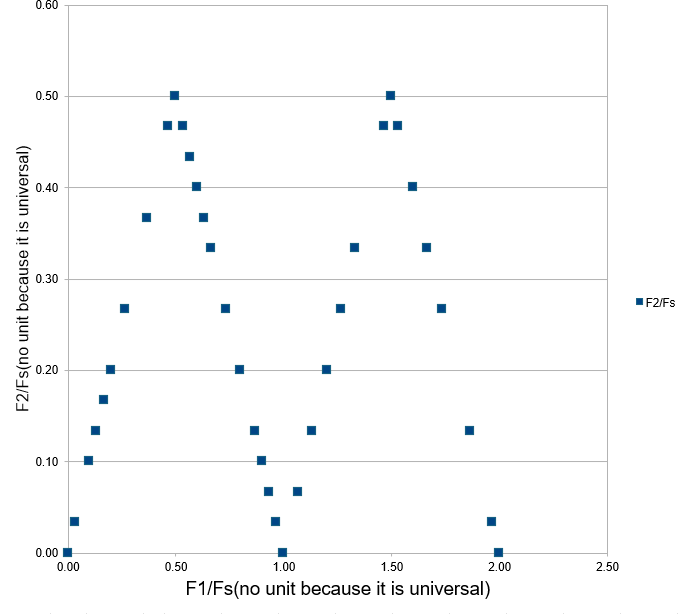 0.60
0.50
0.40
0.30
0.20
0.10
0.00
F2/Fs(no unit because it is universal)
F2/Fs
0.00 0.50 1.00 1.50 2.00 2.50
F1/Fs(no unit because it is universal)